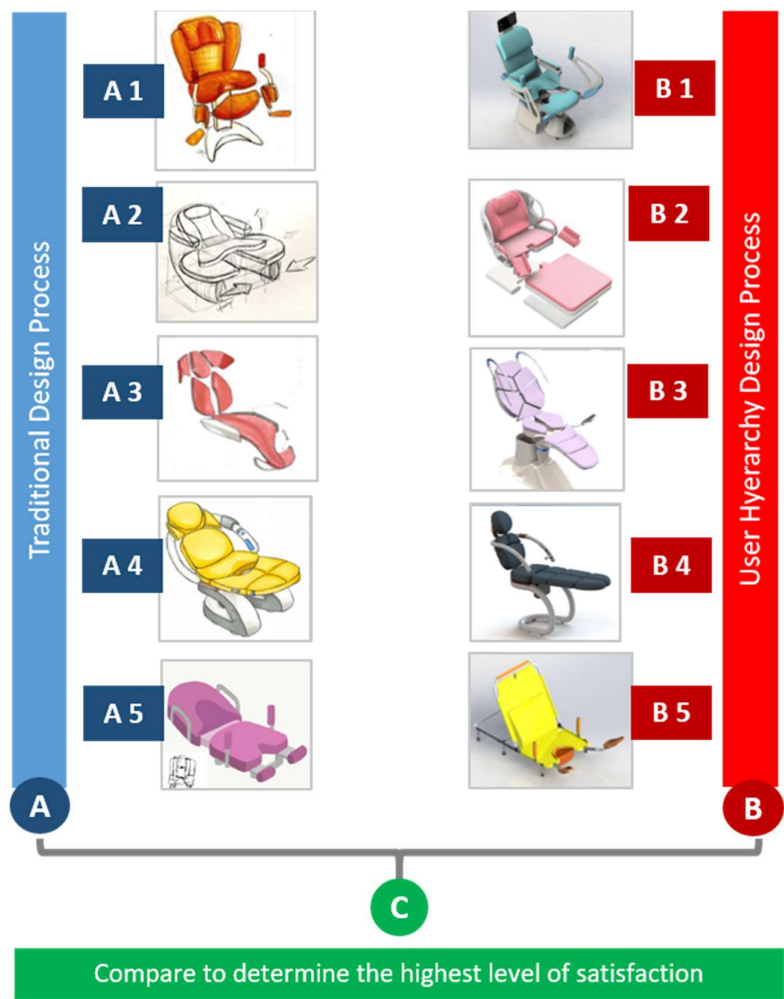 Traditional Design Process
A 1
A 2
A 3
A 4
A 5
A
B 1
B 2
B 3
B 4
B 5
User Hyerarchy Design Process
B
C
Compare to determine the highest level of satisfaction